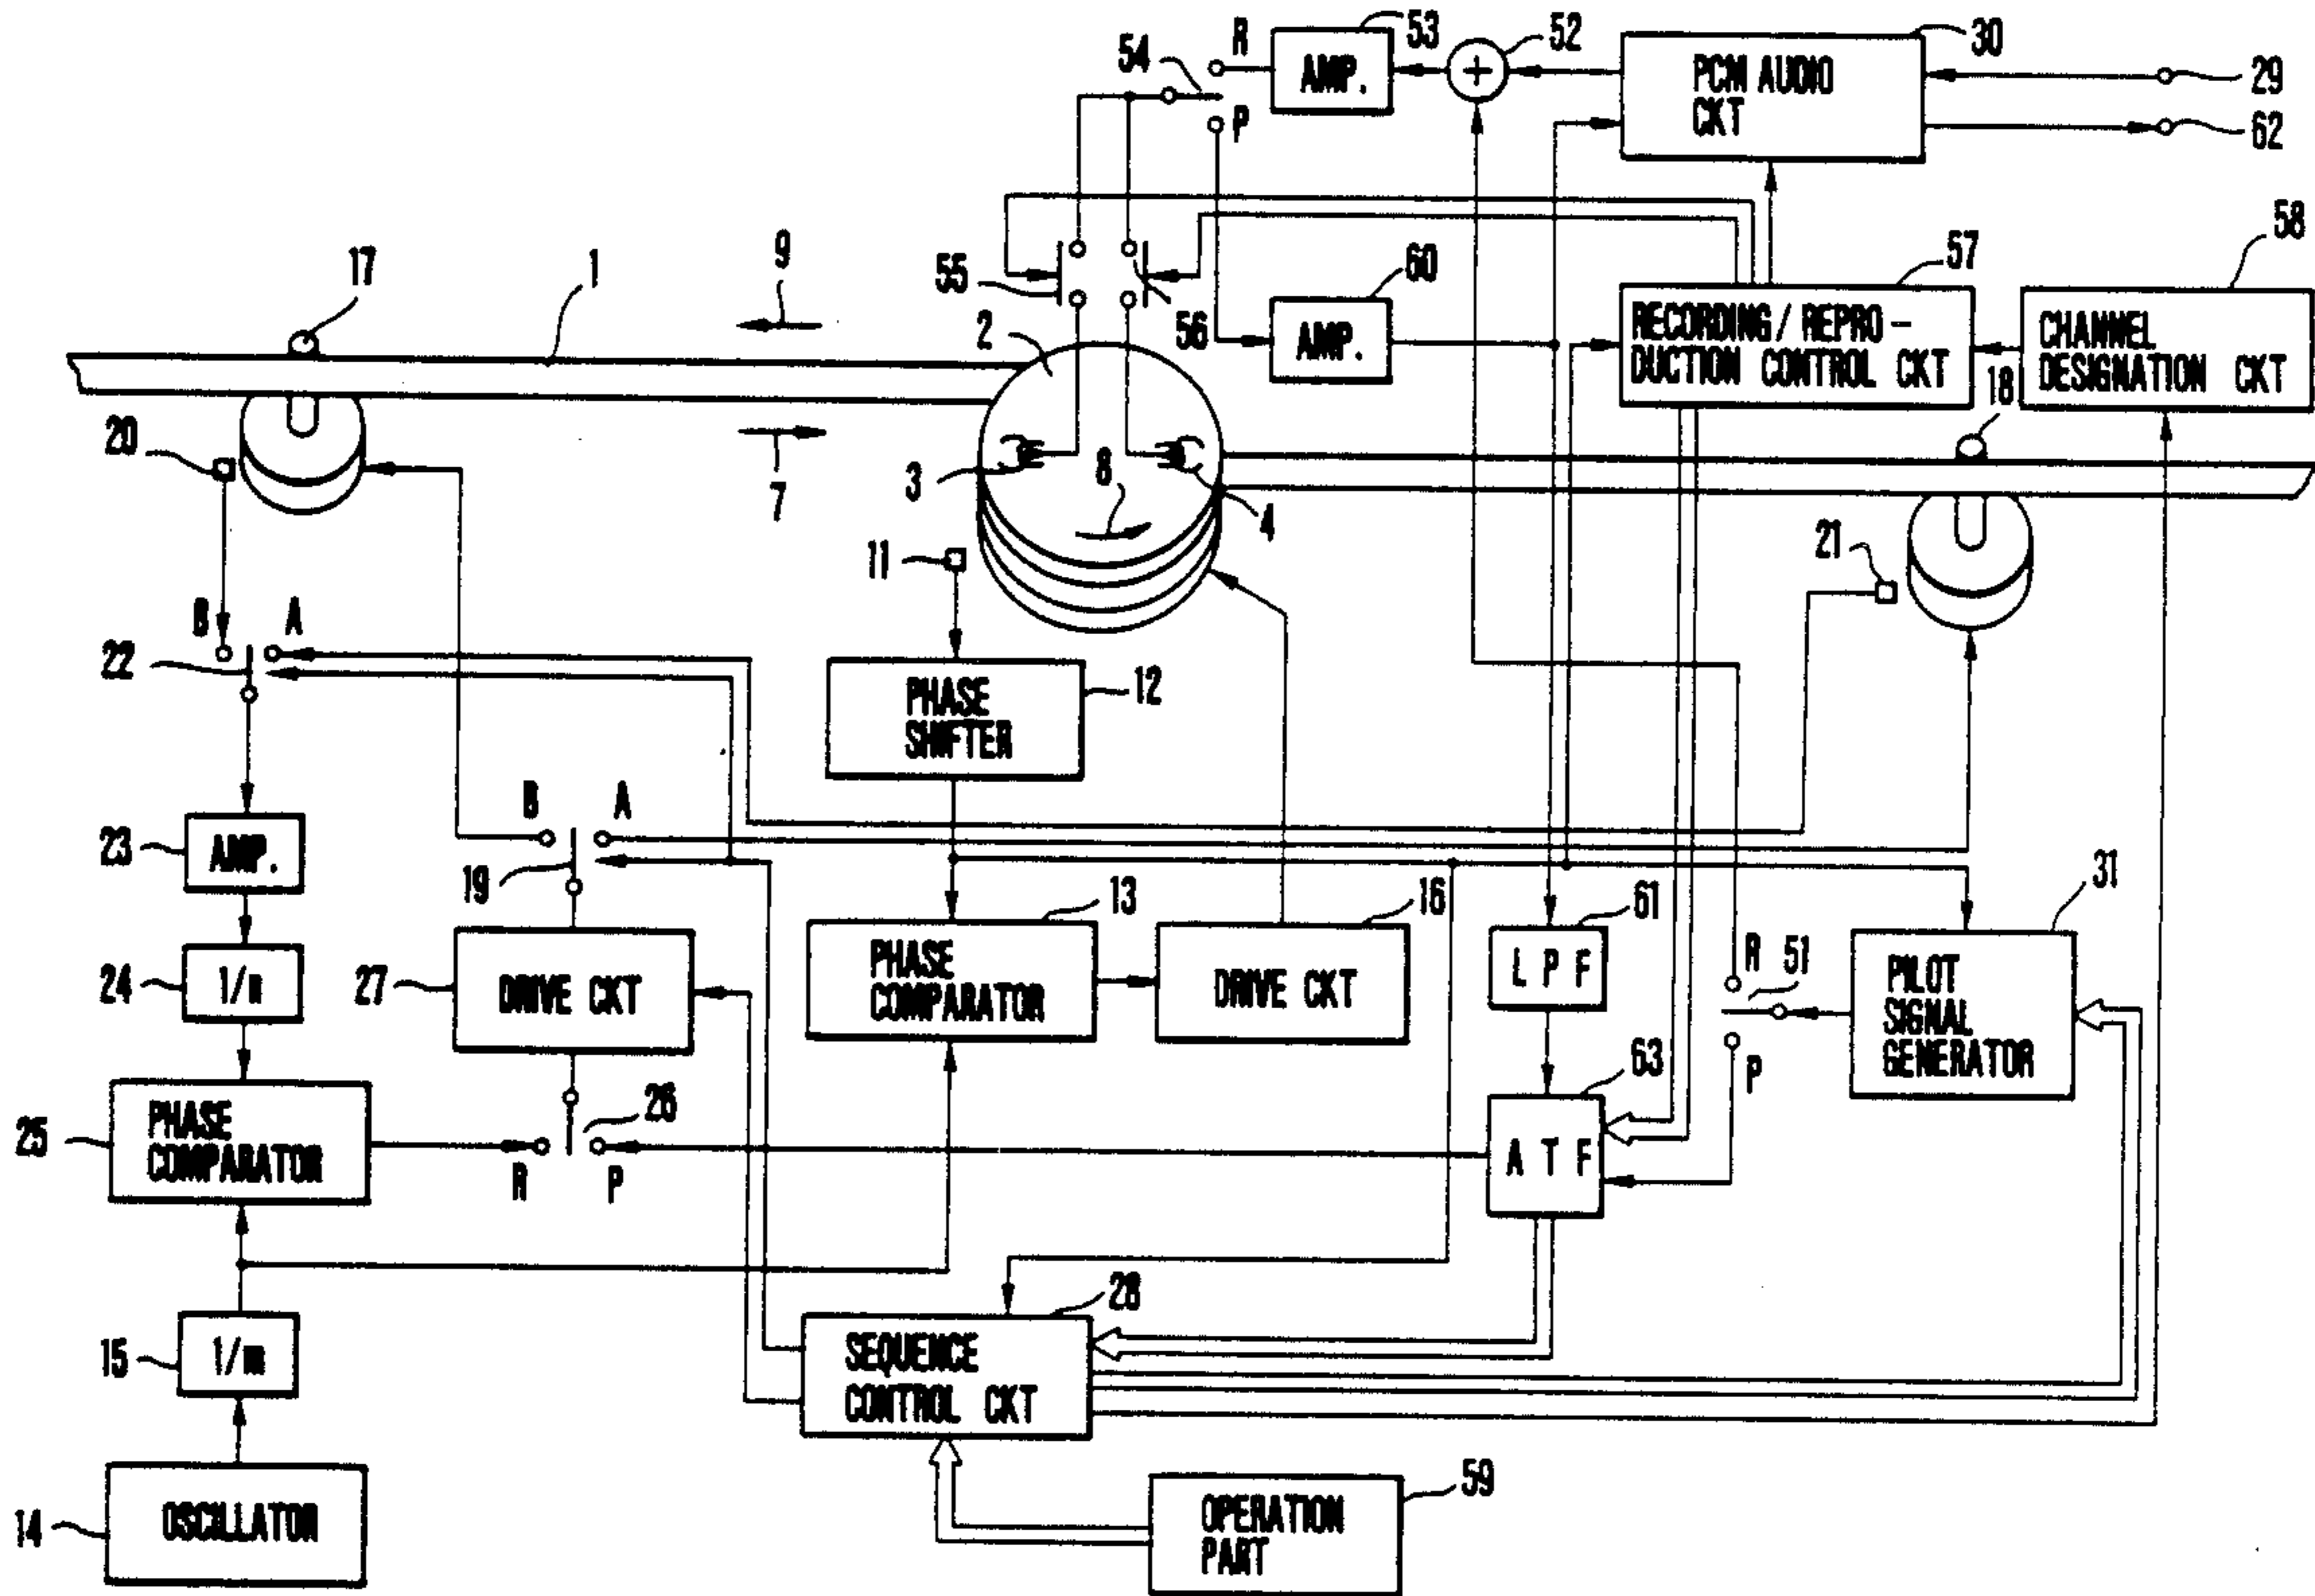 53
52
30
R
54
AMP.
+
PCM AUDIO
CKT
29
P
62
58
17
9
1
55
60
57
2
56
AMP.
RECORDING / REPRO -
DUCTION CONTROL CKT
CHANNEL
DESIGNATION CKT
18
20
7
3
8
4
11
21
B
A
22
PHASE
SHIFTER
12
B
A
23
AMP.
19
13
16
61
31
24
1/n
27
DRIVE CKT
PHASE
COMPARATOR
DRIVE CKT
L P F
R
51
PILOT
SIGNAL
GENERATOR
P
63
25
PHASE
COMPARATOR
26
R
P
A T F
28
15
1/m
SEQUENCE
CONTROL CKT
14
OSCILLATOR
59
OPERATION
PART